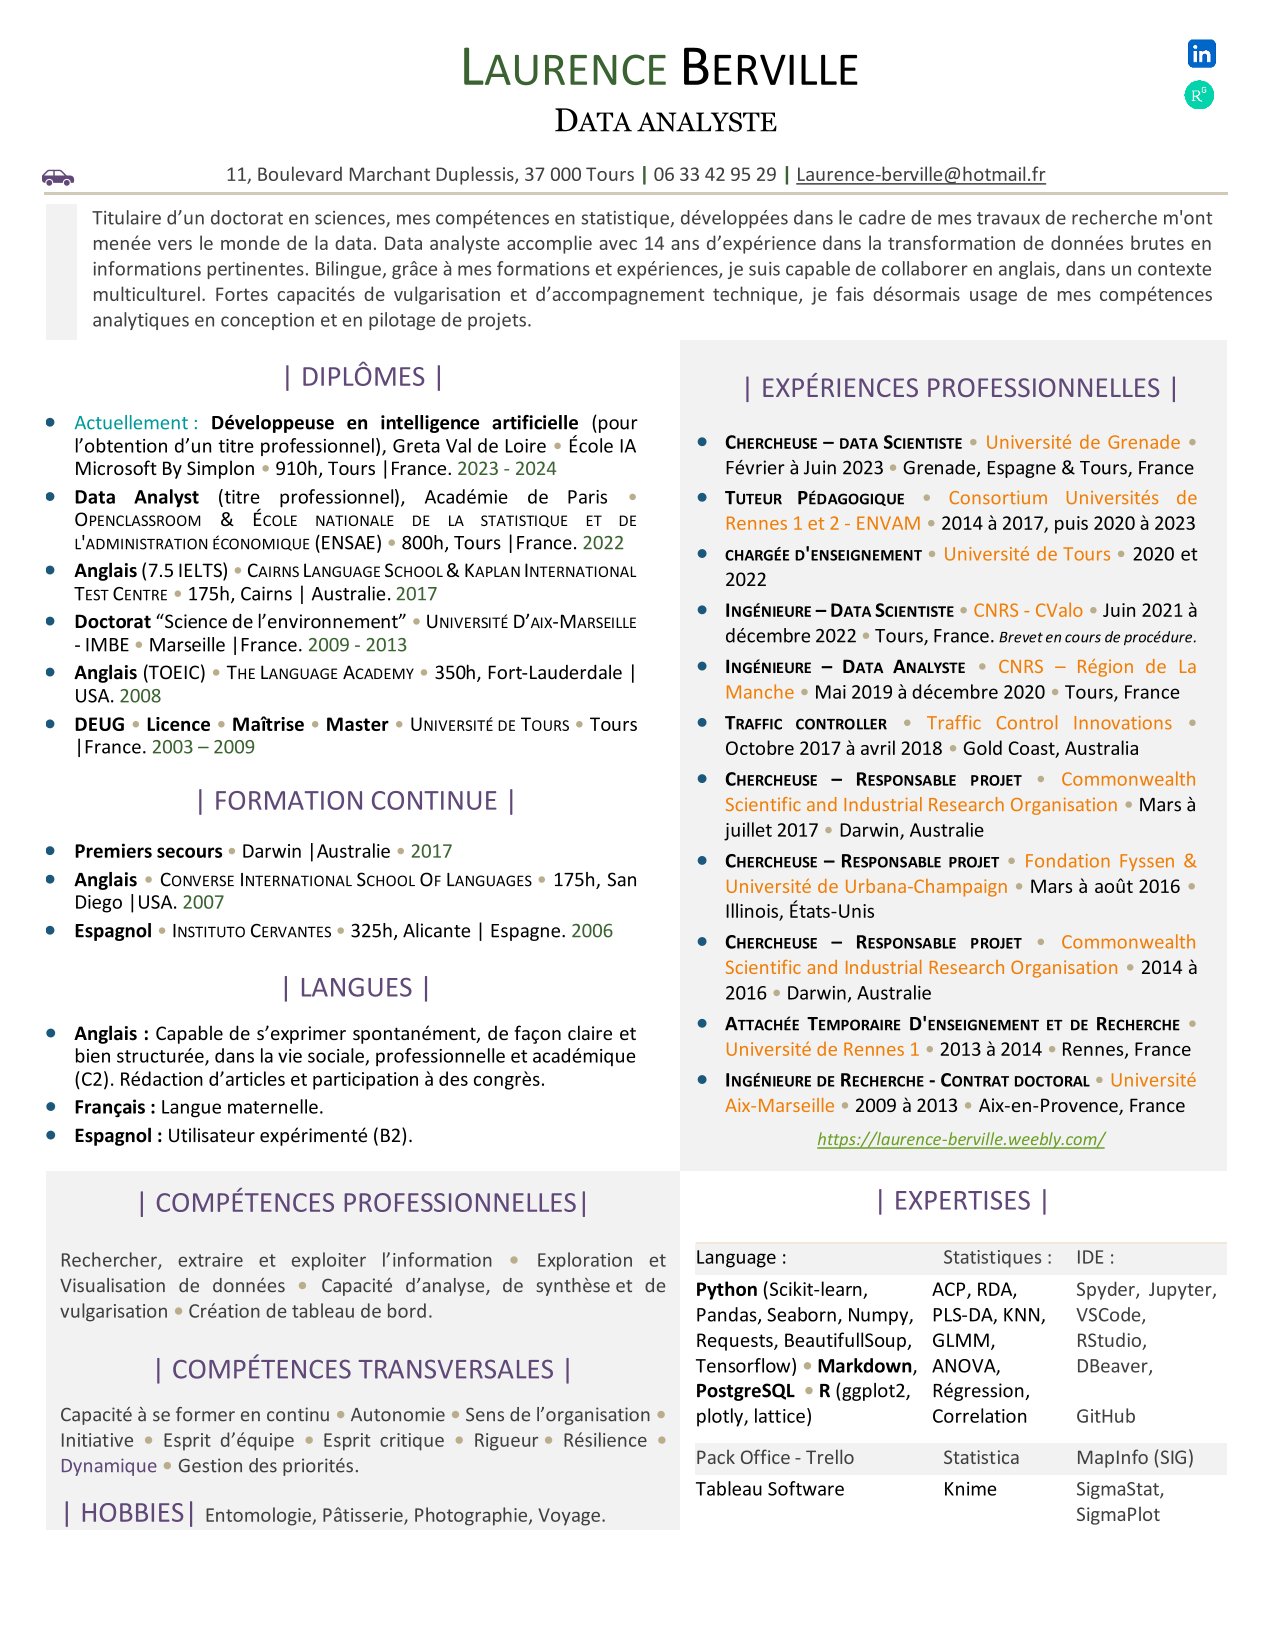 LAURENCE BERVILLE
DATA ANALYSTE
in
R⁶
11, Boulevard Marchant Duplessis, 37 000 Tours | 06 33 42 95 29 | Laurence-berville@hotmail.fr
Titulaire d’un doctorat en sciences, mes compétences en statistique, développées dans le cadre de mes travaux de recherche m'ont
menée vers le monde de la data. Data analyste accomplie avec 14 ans d’expérience dans la transformation de données brutes en
informations pertinentes. Bilingue, grâce à mes formations et expériences, je suis capable de collaborer en anglais, dans un contexte
multiculturel. Fortes capacités de vulgarisation et d’accompagnement technique, je fais désormais usage de mes compétences
analytiques en conception et en pilotage de projets.
| DIPLÔMES |
• Actuellement : Développeuse en intelligence artificielle (pour
l’obtention d’un titre professionnel), Greta Val de Loire • École IA
Microsoft By Simplon • 910h, Tours |France. 2023 - 2024
• Data Analyst (titre professionnel), Académie de Paris •
OPENCLASSROOM & ÉCOLE NATIONALE DE LA STATISTIQUE ET DE
L'ADMINISTRATION ÉCONOMIQUE (ENSAE) • 800h, Tours |France. 2022
• Anglais (7.5 IELTS) • CAIRNS LANGUAGE SCHOOL & KAPLAN INTERNATIONAL
TEST CENTRE • 175h, Cairns | Australie. 2017
• Doctorat “Science de l’environnement” • UNIVERSITÉ D’AIX-MARSEILLE
- IMBE • Marseille |France. 2009 - 2013
• Anglais (TOEIC) • THE LANGUAGE ACADEMY • 350h, Fort-Lauderdale |
USA. 2008
• DEUG • Licence • Maîtrise • Master • UNIVERSITÉ DE TOURS • Tours
|France. 2003 – 2009
| FORMATION CONTINUE |
• Premiers secours • Darwin |Australie • 2017
• Anglais • CONVERSE INTERNATIONAL SCHOOL OF LANGUAGES • 175h, San
Diego |USA. 2007
• Espagnol • INSTITUTO CERVANTES • 325h, Alicante | Espagne. 2006
| LANGUES |
• Anglais : Capable de s’exprimer spontanément, de façon claire et
bien structurée, dans la vie sociale, professionnelle et académique
(C2). Rédaction d’articles et participation à des congrès.
• Français : Langue maternelle.
• Espagnol : Utilisateur expérimenté (B2).
| EXPÉRIENCES PROFESSIONNELLES |
• CHERCHEUSE – DATA SCIENTISTE • Université de Grenade •
Février à Juin 2023 • Grenade, Espagne & Tours, France
• TUTEUR PÉDAGOGIQUE • Consortium Universités de
Rennes 1 et 2 - ENVAM • 2014 à 2017, puis 2020 à 2023
• CHARGÉE D'ENSEIGNEMENT • Université de Tours • 2020 et
2022
• INGÉNIEURE – DATA SCIENTISTE • CNRS - CValo • Juin 2021 à
décembre 2022 • Tours, France. Brevet en cours de procédure.
• INGÉNIEURE – DATA ANALYSTE • CNRS – Région de La
Manche • Mai 2019 à décembre 2020 • Tours, France
• TRAFFIC CONTROLLER • Traffic Control Innovations •
Octobre 2017 à avril 2018 • Gold Coast, Australia
• CHERCHEUSE – RESPONSABLE PROJET • Commonwealth
Scientific and Industrial Research Organisation • Mars à
juillet 2017 • Darwin, Australie
• CHERCHEUSE – RESPONSABLE PROJET • Fondation Fyssen &
Université de Urbana-Champaign • Mars à août 2016 •
Illinois, États-Unis
• CHERCHEUSE – RESPONSABLE PROJET • Commonwealth
Scientific and Industrial Research Organisation • 2014 à
2016 • Darwin, Australie
• ATTACHÉE TEMPORAIRE D'ENSEIGNEMENT ET DE RECHERCHE •
Université de Rennes 1 • 2013 à 2014 • Rennes, France
• INGÉNIEURE DE RECHERCHE - CONTRAT DOCTORAL • Université
Aix-Marseille • 2009 à 2013 • Aix-en-Provence, France
https://laurence-berville.weebly.com/
| COMPÉTENCES PROFESSIONNELLES|
Rechercher, extraire et exploiter l’information • Exploration et
Visualisation de données • Capacité d’analyse, de synthèse et de
vulgarisation • Création de tableau de bord.
| COMPÉTENCES TRANSVERSALES |
Capacité à se former en continu • Autonomie • Sens de l’organisation •
Initiative • Esprit d’équipe • Esprit critique • Rigueur • Résilience •
Dynamique • Gestion des priorités.
| HOBBIES| Entomologie, Pâtisserie, Photographie, Voyage.
| EXPERTISES |
Language : Statistiques : IDE :
Python (Scikit-learn, ACP, RDA, Spyder, Jupyter,
Pandas, Seaborn, Numpy, PLS-DA, KNN, VSCode,
Requests, BeautifullSoup, GLMM, RStudio,
Tensorflow) • Markdown, ANOVA, DBeaver,
PostgreSQL • R (ggplot2, Régression,
plotly, lattice) Correlation GitHub
Pack Office - Trello Statistica MapInfo (SIG)
Tableau Software Knime SigmaStat,
SigmaPlot